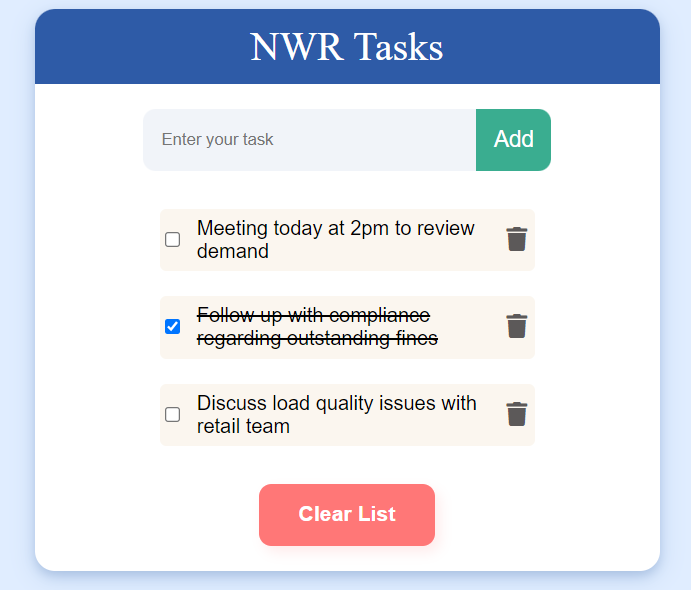 NWR Tasks
Enter your task
Add
Meeting today at 2pm to review
demand
Follow up with compliance
regarding outstanding fines
Discuss load quality issues with
retail team
Clear List